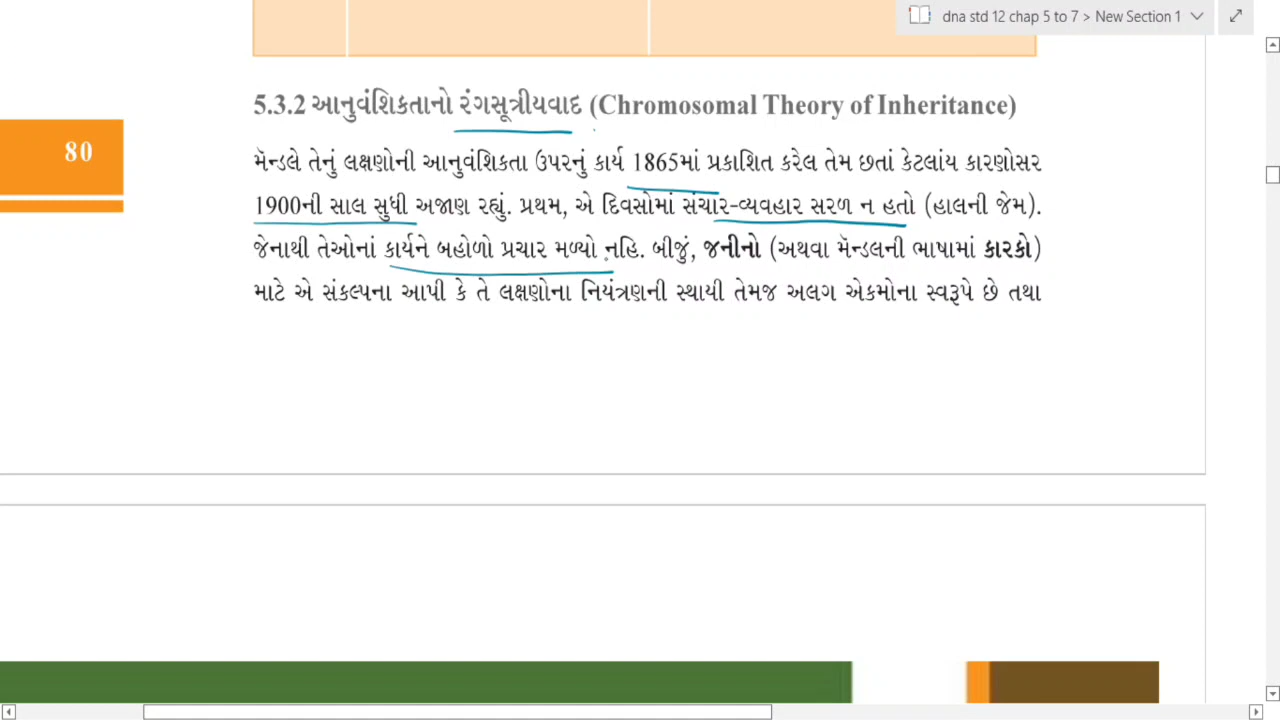 dna std 12 chap 5 to 7 > New Section 1
5.3.2 આનુવંશિકતાનો રંગસૂત્રીયવાદ (Chromosomal Theory of Inheritance)
80
મૅન્ડલે તેનું લક્ષણોની આનુવંશિકતા ઉપરનું કાર્ય 1865માં પ્રકાશિત કરેલ તેમ છતાં કેટલાંય કારણોસર
1900ની સાલ સુધી અજાણ રહ્યું. પ્રથમ, એ દિવસોમાં સંચાર-વ્યવહાર સરળ ન હતો (હાલની જેમ).
જેનાથી તેઓનાં કાર્યને બહોળો પ્રચાર મળ્યો નહિ. બીજું, જનીનો (અથવા મૅન્ડલની ભાષામાં કારકો)
માટે એ સંકલ્પના આપી કે તે લક્ષણોના નિયંત્રણની સ્થાયી તેમજ અલગ એકમોના સ્વરૂપે છે તથા